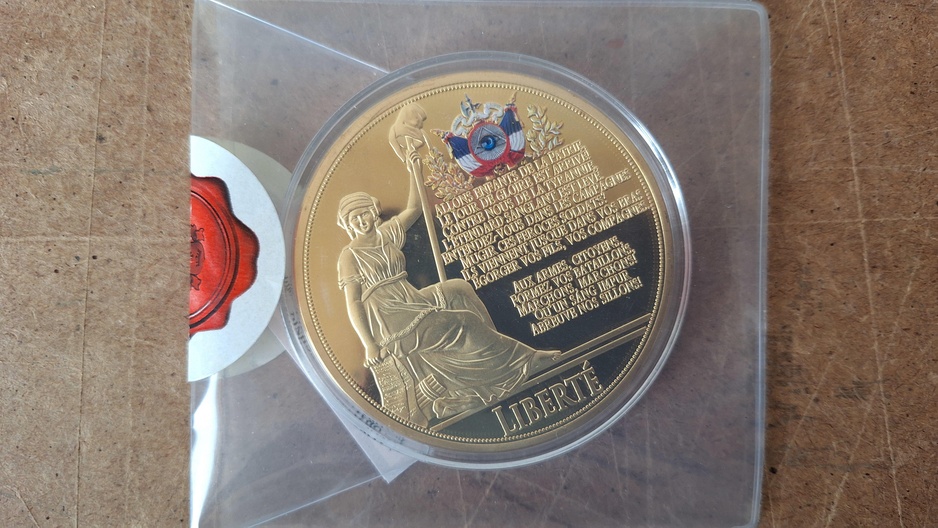 ALLONS ENFANTS DE LA PATRIE
LE JOUR DE GLOIRE EST ARRIVÉ
CONTRE NOUS DE LA TYRANNIE
L'ÉTENDARD SANGLANT EST LEVÉ
ENTENDEZ VOUS DANS LES CAMPAGNES
MUGIR CES FÉROCES SOLDATS?
ILS VIENNENT JUSQUE DANS VOS BRAS
ÉGORGER VOS FILS, VOS COMPAGNES
AUX ARMES, CITOYENS,
FORMEZ VOS BATAILLONS,
MARCHONS, MARCHONS!
QU'UN SANG IMPUR
ABREUVE NOS SILLONS!
LIBERTÉ